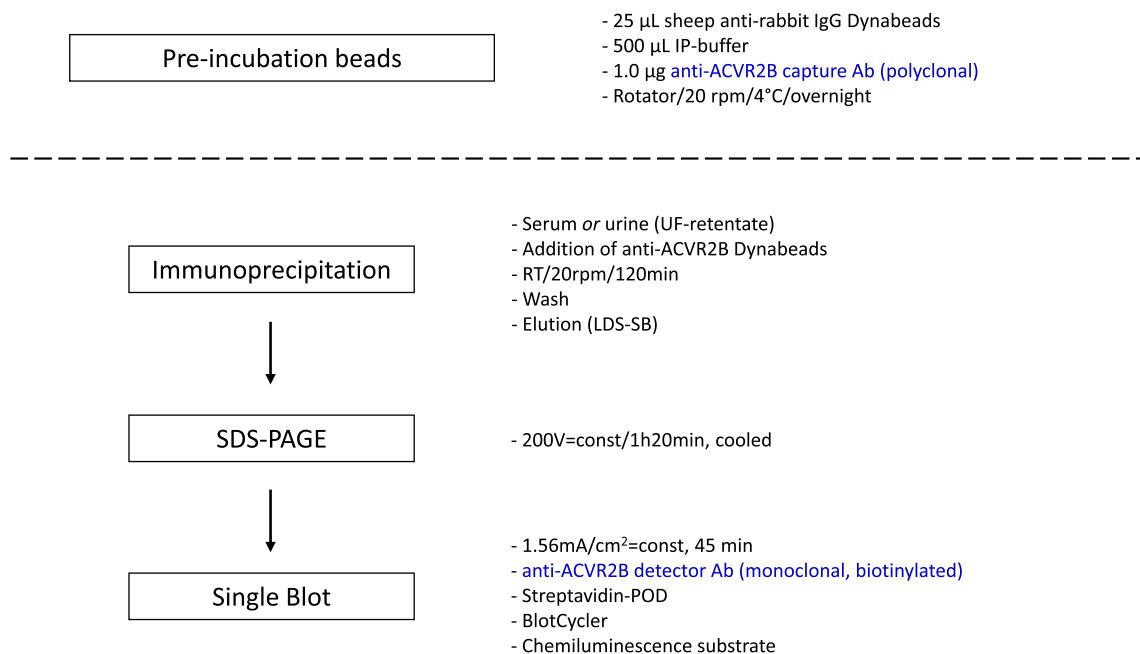 Pre-incubation beads
- 25 µL sheep anti-rabbit IgG Dynabeads
- 500 µL IP-buffer
- 1.0 µg anti-ACVR2B capture Ab (polyclonal)
- Rotator/20 rpm/4°C/overnight
Immunoprecipitation
- Serum or urine (UF-retentate)
- Addition of anti-ACVR2B Dynabeads
- RT/20rpm/120min
- Wash
- Elution (LDS-SB)
SDS-PAGE
- 200V=const/1h20min, cooled
Single Blot
- 1.56mA/cm²=const, 45 min
- anti-ACVR2B detector Ab (monoclonal, biotinylated)
- Streptavidin-POD
- BlotCycler
- Chemiluminescence substrate